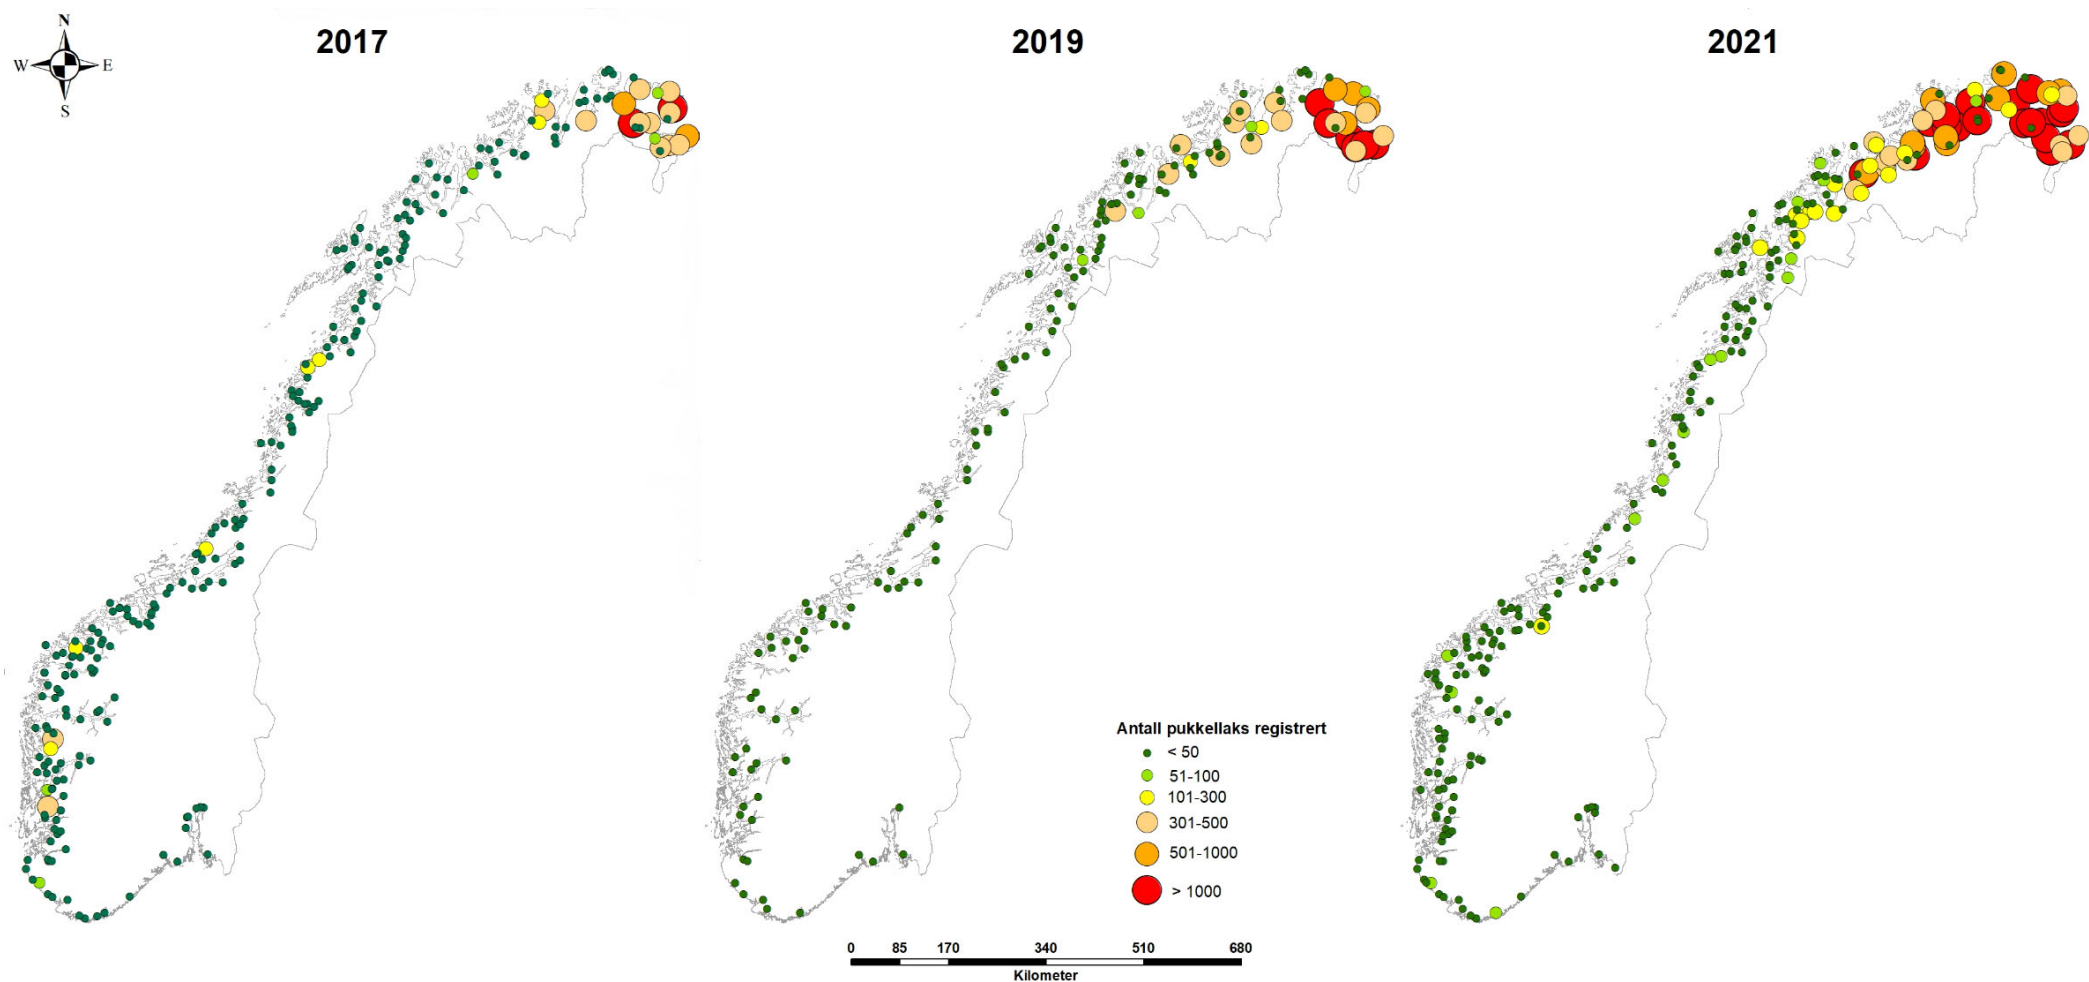 2017
2019
2021
N
W
E
S
Antall pukkellaks registrert
< 50
51-100
101-300
301-500
501-1000
> 1000
0 85 170 340 510 680
Kilometer